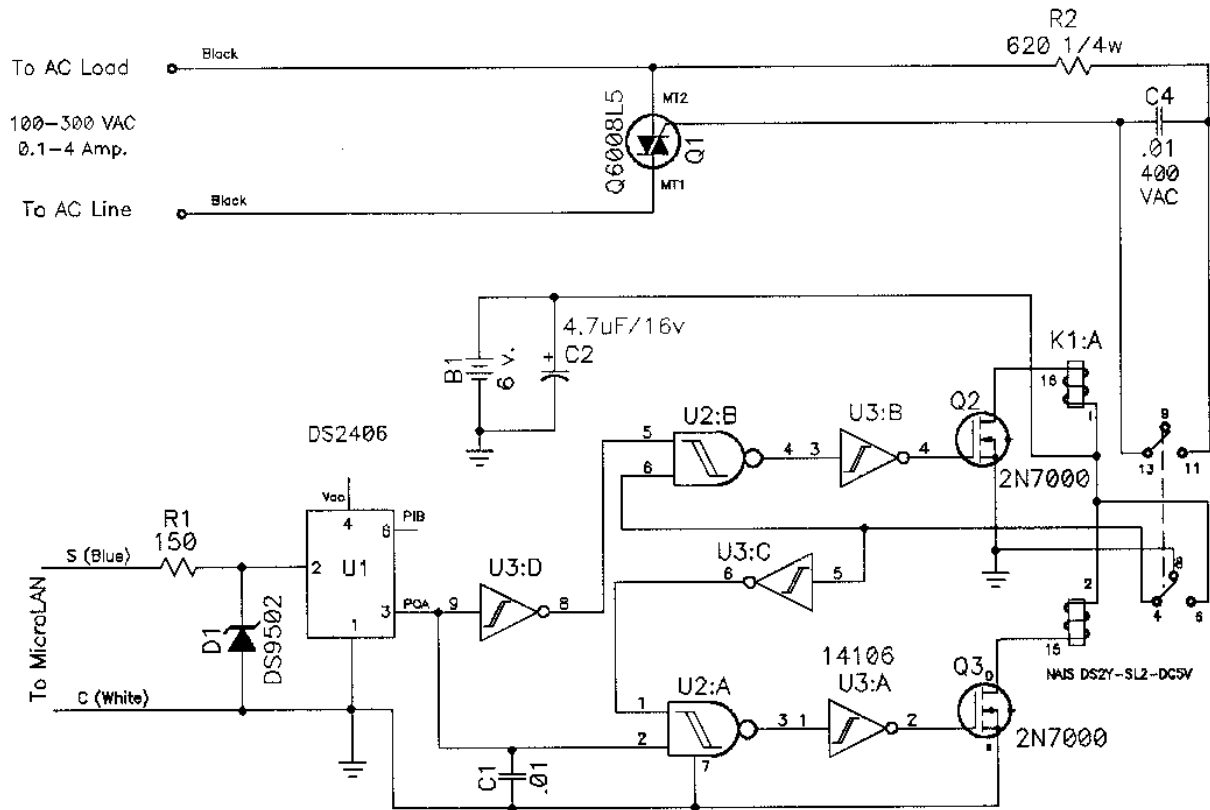 R2
620 1/4w
To AC Load
Black
C4
.01
400
VAC
MT2
Q6008L5
Q1
MT1
100-300 VAC
0.1-4 Amp.
To AC Line
Black
4.7uF/16v
+
C2
B1
6 v.
K1:A
16
1
9
13
11
DS2406
U2:B
5
6
4
U3:B
3
4
Q2
2N7000
4
PIB
6
R1
150
S (Blue)
2
U1
3
POA
1
U3:D
9
8
U3:C
6
5
2
8
4
6
15
NAIS DS2Y-SL2-DC5V
To MicroLAN
D1
DS9502
C (White)
U2:A
1
2
3
7
14106
U3:A
1
2
Q3
D
2N7000
C1
.01